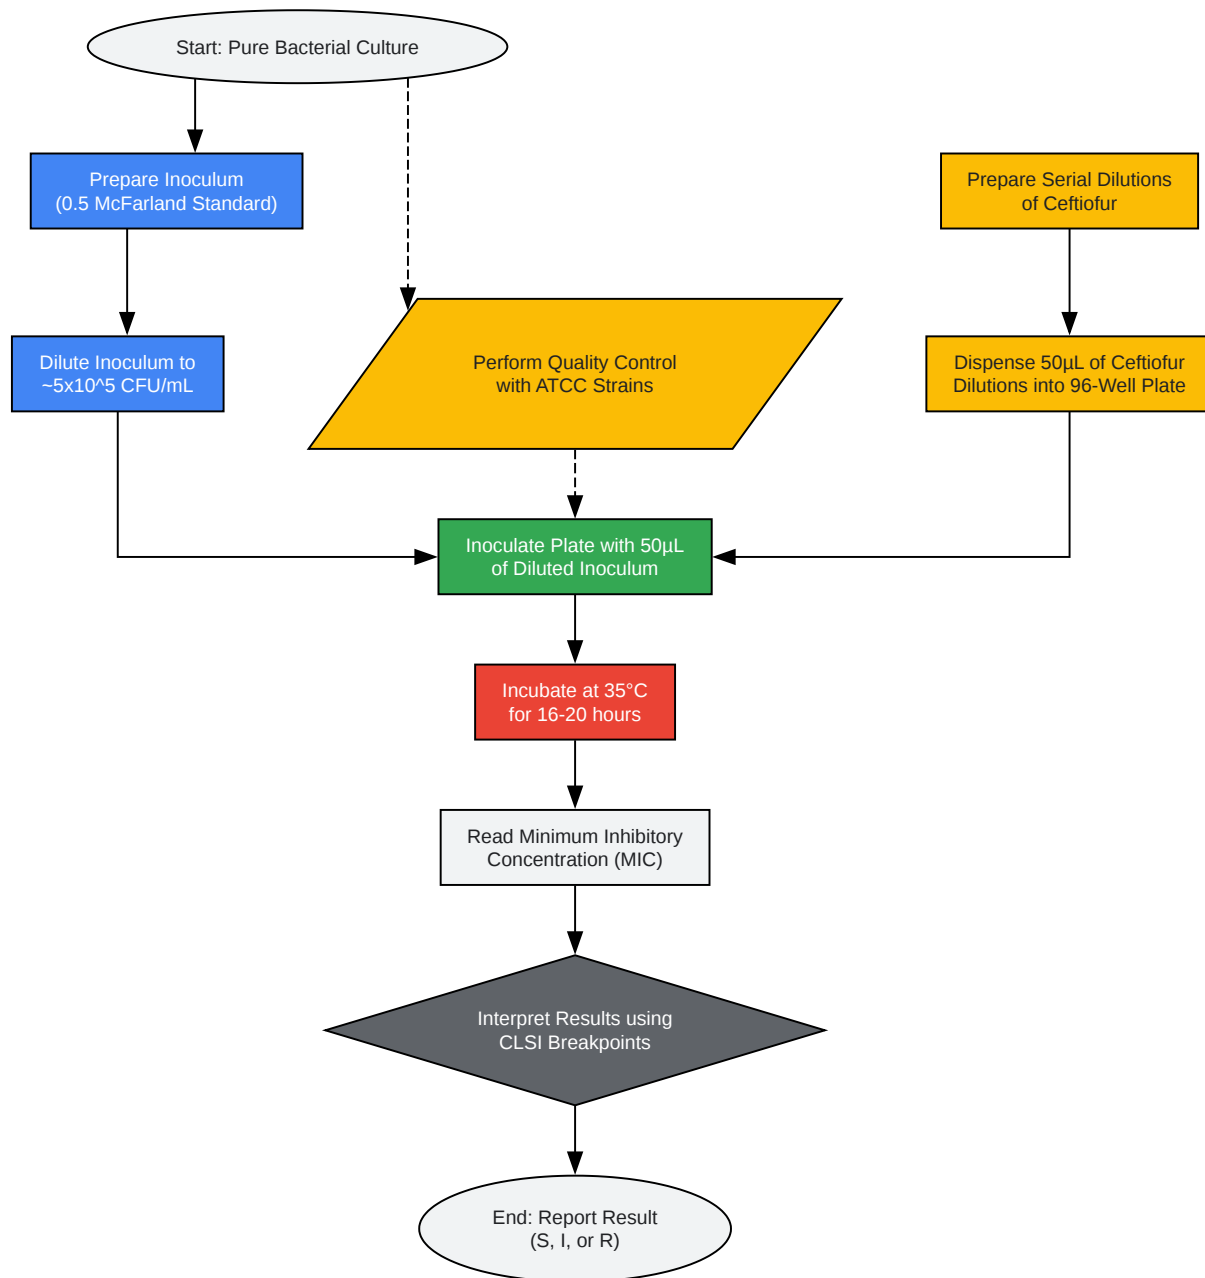 Start: Pure Bacterial Culture
Prepare Inoculum
(0.5 McFarland Standard)
Prepare Serial Dilutions
of Ceftiofur
Dilute Inoculum to
~5x10^5 CFU/mL
Perform Quality Control
with ATCC Strains
Dispense 50µL of Ceftiofur
Dilutions into 96-Well Plate
Inoculate Plate with 50µL
of Diluted Inoculum
Incubate at 35°C
for 16-20 hours
Read Minimum Inhibitory
Concentration (MIC)
Interpret Results using
CLSI Breakpoints
End: Report Result
(S, I, or R)